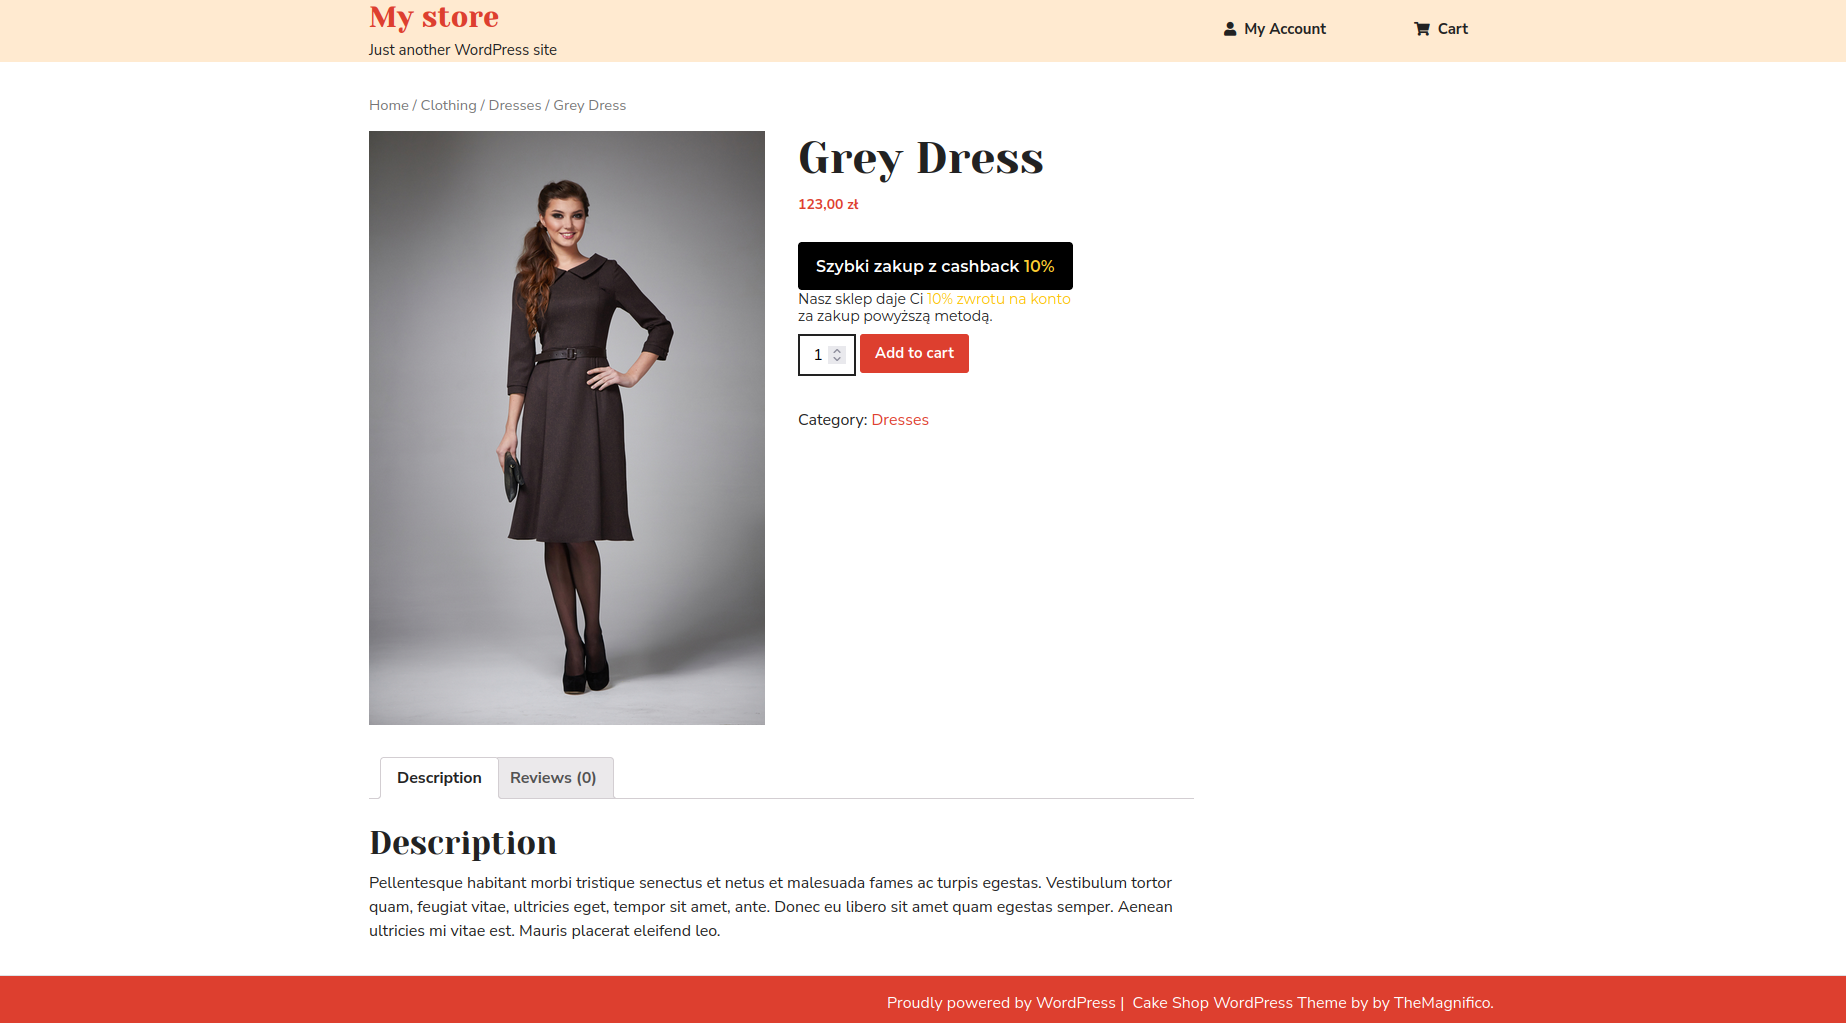 My store
Just another WordPress site
My Account
Cart
Home / Clothing / Dresses / Grey Dress
Grey Dress
123,00 zł
Szybki zakup z cashback 10%
Nasz sklep daje Ci 10% zwrotu na konto
za zakup powyższą metodą.
1
Add to cart
Category: Dresses
Description
Reviews (0)
Description
Pellentesque habitant morbi tristique senectus et netus et malesuada fames ac turpis egestas. Vestibulum tortor
quam, feugiat vitae, ultricies eget, tempor sit amet, ante. Donec eu libero sit amet quam egestas semper. Aenean
ultricies mi vitae est. Mauris placerat eleifend leo.
Proudly powered by WordPress | Cake Shop WordPress Theme by by TheMagnifico.